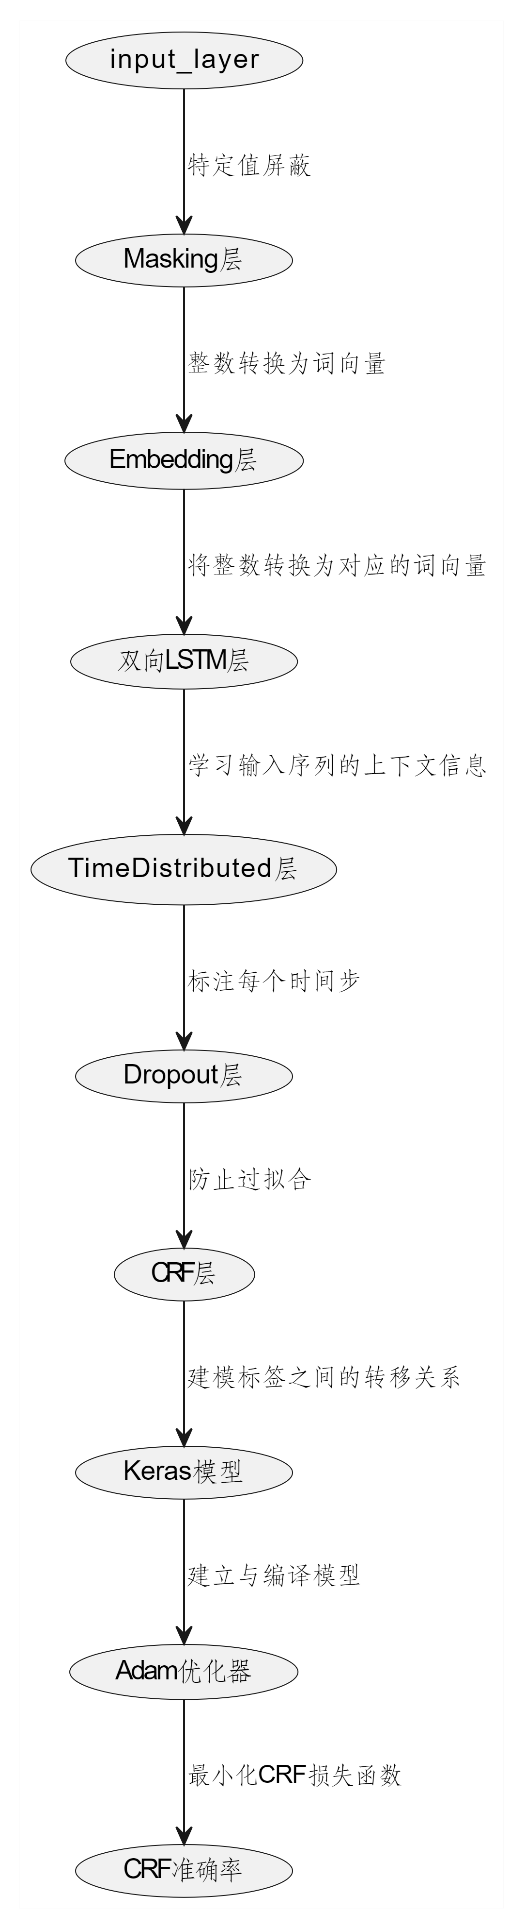 input_layer
特定值屏蔽
Masking层
整数转换为词向量
Embedding层
将整数转换为对应的词向量
双向LSTM层
学习输入序列的上下文信息
TimeDistributed层
标注每个时间步
Dropout层
防止过拟合
CRF层
建模标签之间的转移关系
Keras模型
建立与编译模型
Adam优化器
最小化CRF损失函数
CRF准确率